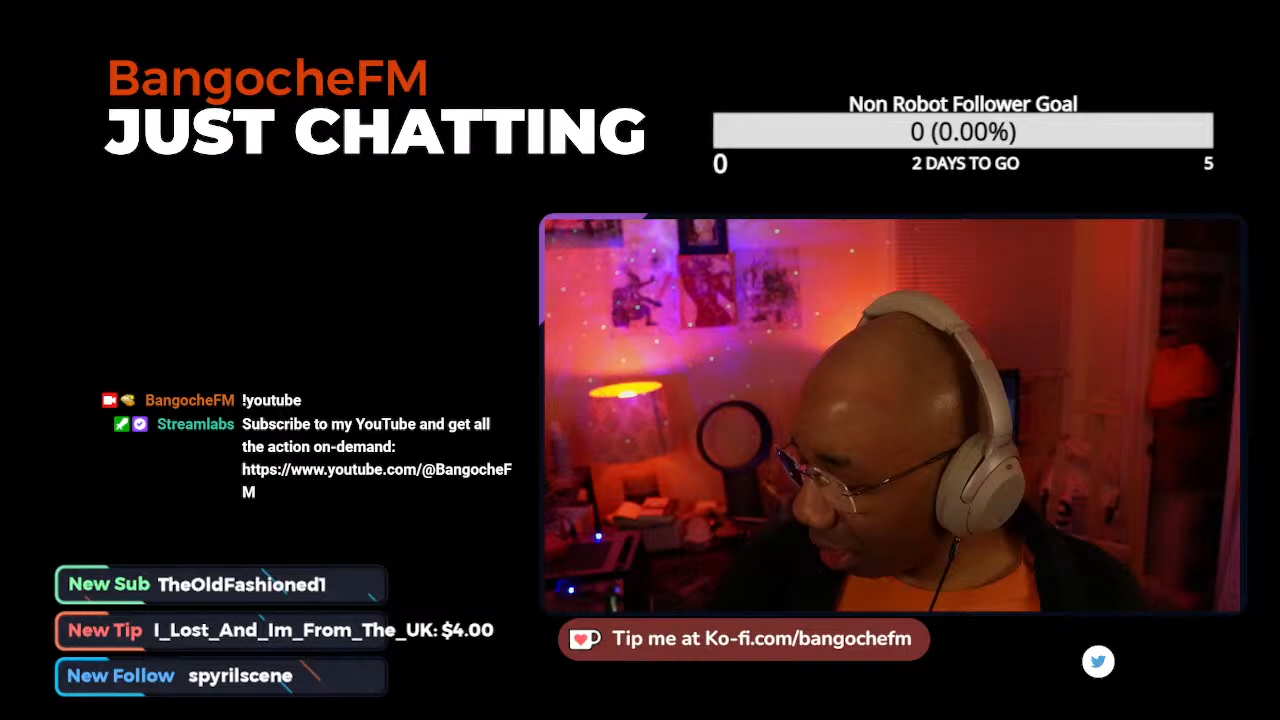 BangocheFM
JUST CHATTING
Non Robot Follower Goal
0 (0.00%)
0 2 DAYS TO GO 5
BangocheFM !youtube
Streamlabs Subscribe to my YouTube and get all
the action on-demand:
https://www.youtube.com/@BangocheF
M
New Sub TheOldFashioned1
New Tip I_Lost_And_Im_From_The_UK: $4.00
New Follow spyrilscene
Tip me at Ko-fi.com/bangochefm